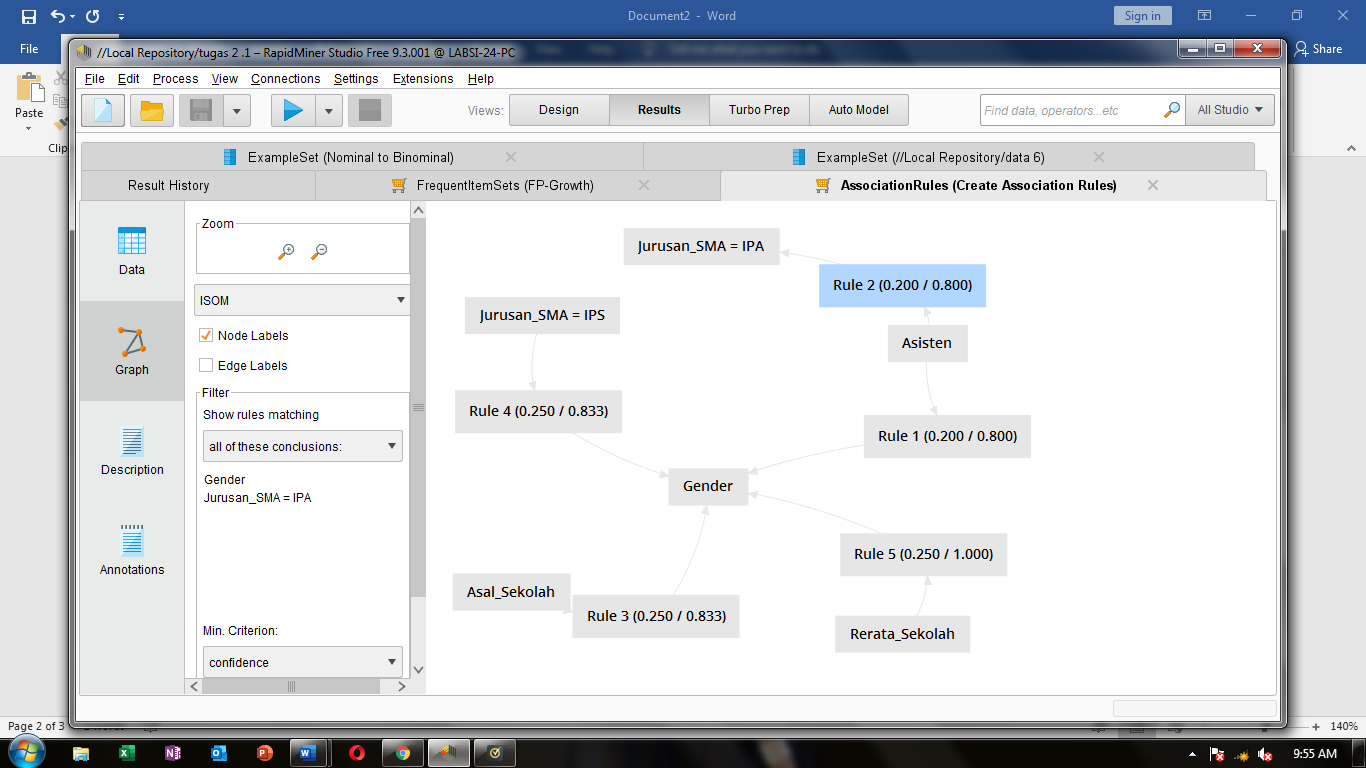 Document2 - Word
Sign in
File
Share
Paste
//Local Repository/tugas 2 .1 – RapidMiner Studio Free 9.3.001 @ LABSI-24-PC
File Edit Process View Connections Settings Extensions Help
Views:
Design
Results
Turbo Prep
Auto Model
Find data, operators...etc
All Studio
ExampleSet (Nominal to Binominal)
ExampleSet (//Local Repository/data 6)
Result History
FrequentItemSets (FP-Growth)
AssociationRules (Create Association Rules)
Data
Graph
Description
Annotations
Zoom
ISOM
Node Labels
Edge Labels
Filter
Show rules matching
all of these conclusions:
Gender
Jurusan_SMA = IPA
Min. Criterion:
confidence
Jurusan_SMA = IPA
Rule 2 (0.200 / 0.800)
Jurusan_SMA = IPS
Asisten
Rule 4 (0.250 / 0.833)
Rule 1 (0.200 / 0.800)
Gender
Rule 5 (0.250 / 1.000)
Asal_Sekolah
Rule 3 (0.250 / 0.833)
Rerata_Sekolah
Page 2 of 3
140%
9:55 AM